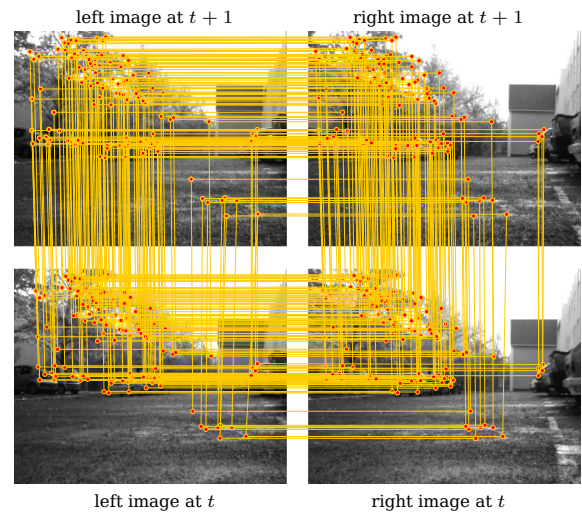 left image at t + 1
right image at t + 1
left image at t
right image at t